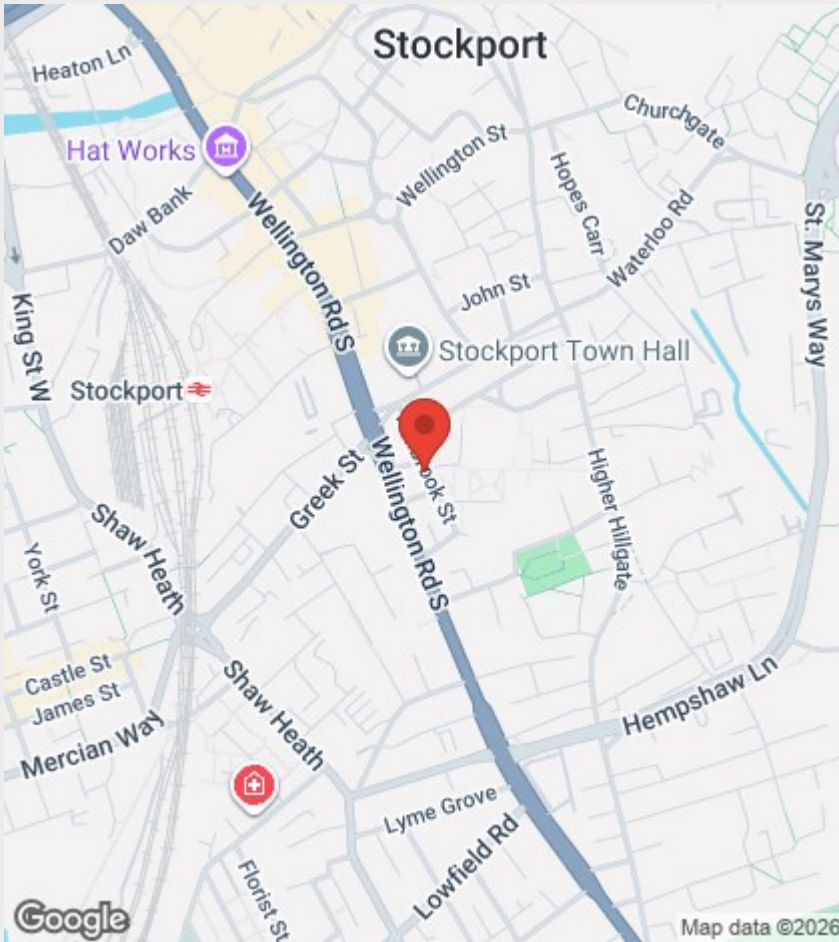 Stockport
Heaton Ln
Churchgate
Hat Works
Wellington St
Hopes Carr
Daw Bank
Waterloo Rd
Wellington Rd S
St. Marys Way
John St
King St W
Stockport Town Hall
Stockport
Greek St
Wellington Rd S
Higher Hillgate
Shaw Heath
York St
Castle St
James St
Shaw Heath
Hempshaw Ln
Mercian Way
Lyme Grove
Lowfield Rd
Florist St
Google
Map data ©2026